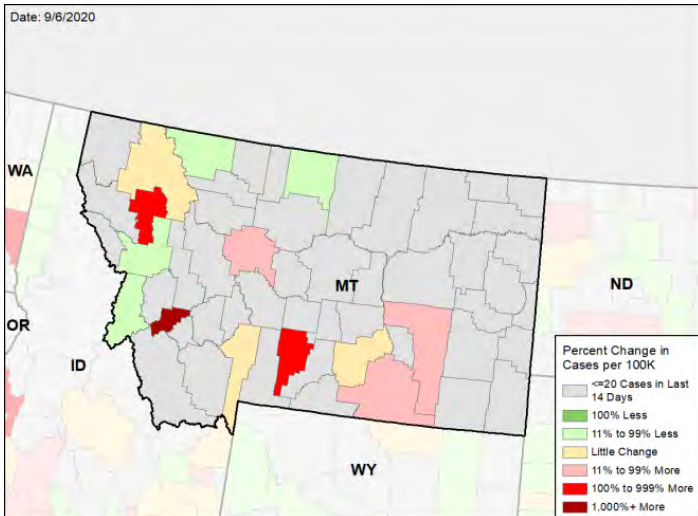 Date: 9/6/2020
WA
MT
ND
OR
ID
WY
Percent Change in
Cases per 100K
<=20 Cases in Last
14 Days
100% Less
11% to 99% Less
Little Change
11% to 99% More
100% to 999% More
1,000%+ More